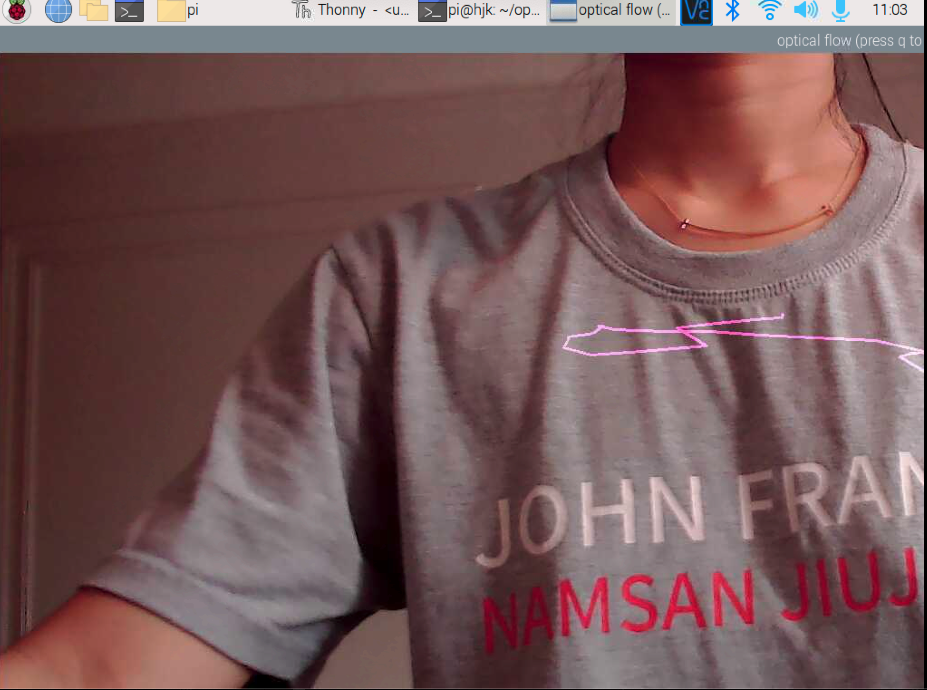 pi
Thonny - <u...
pi@hjk: ~/op...
optical flow (...
11:03
optical flow (press q to
JOHN FRAN
NAMSAN JIUJ